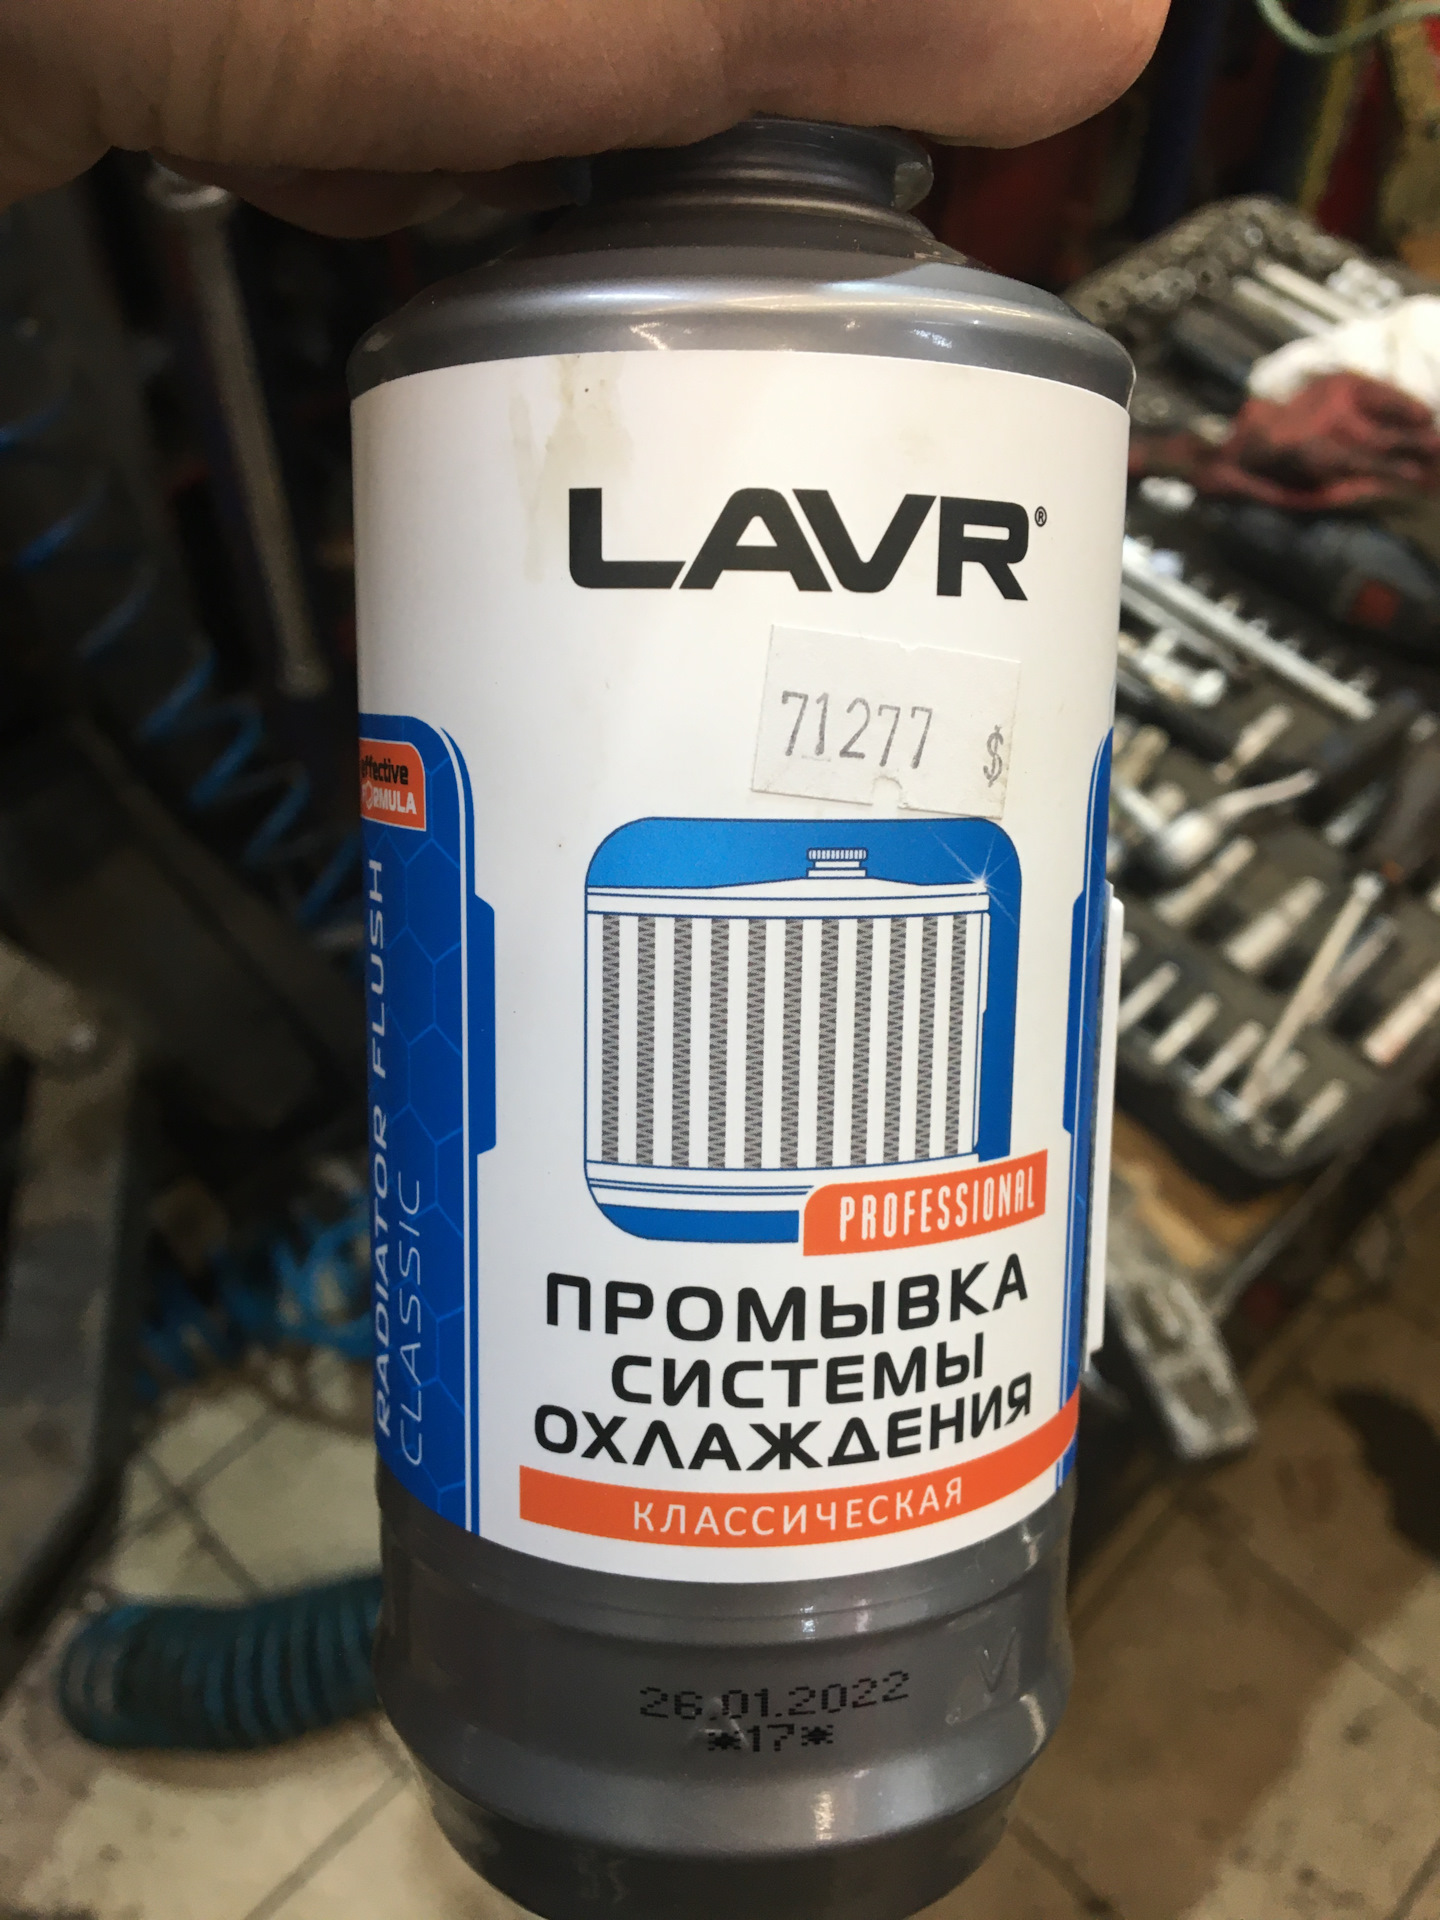 LAVR®
71277 $
effective
FORMULA
RADIATOR FLUSH
CLASSIC
PROFESSIONAL
ПРОМЫВКА
СИСТЕМЫ
ОХЛАЖДЕНИЯ
КЛАССИЧЕСКАЯ
26.01.2022
*17*